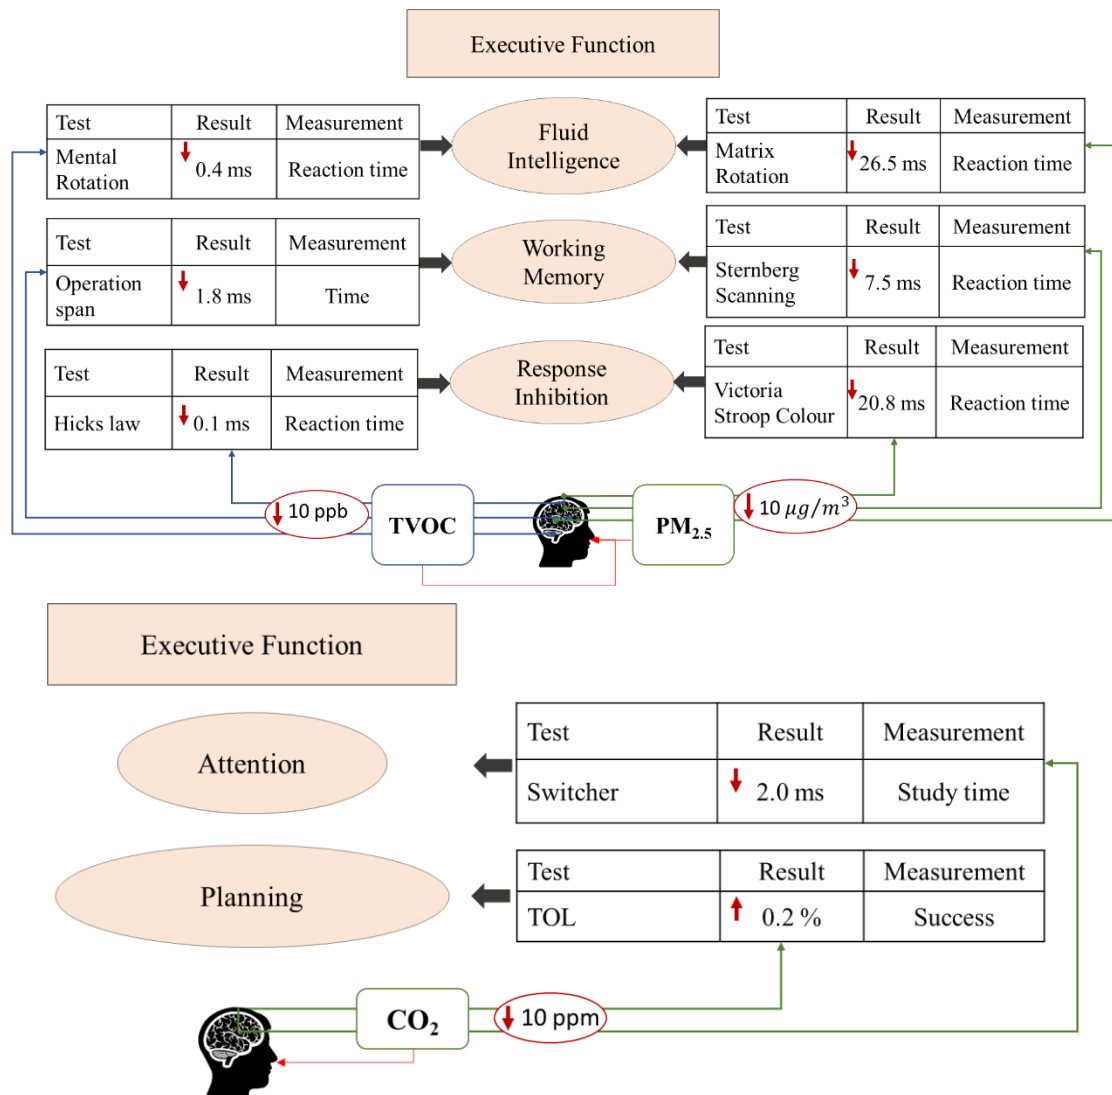 Executive Function
Test Result Measurement
Mental Rotation 0.4 ms Reaction time
Fluid
Intelligence
Test Result Measurement
Matrix Rotation 26.5 ms Reaction time
Test Result Measurement
Operation span 1.8 ms Time
Working
Memory
Test Result Measurement
Sternberg Scanning 7.5 ms Reaction time
Test Result Measurement
Hicks law 0.1 ms Reaction time
Response
Inhibition
Test Result Measurement
Victoria Stroop Colour 20.8 ms Reaction time
10 ppb
TVOC
PM2.5
10 μg/m³
Executive Function
Attention
Test Result Measurement
Switcher 2.0 ms Study time
Planning
Test Result Measurement
TOL 0.2 % Success
CO2
10 ppm